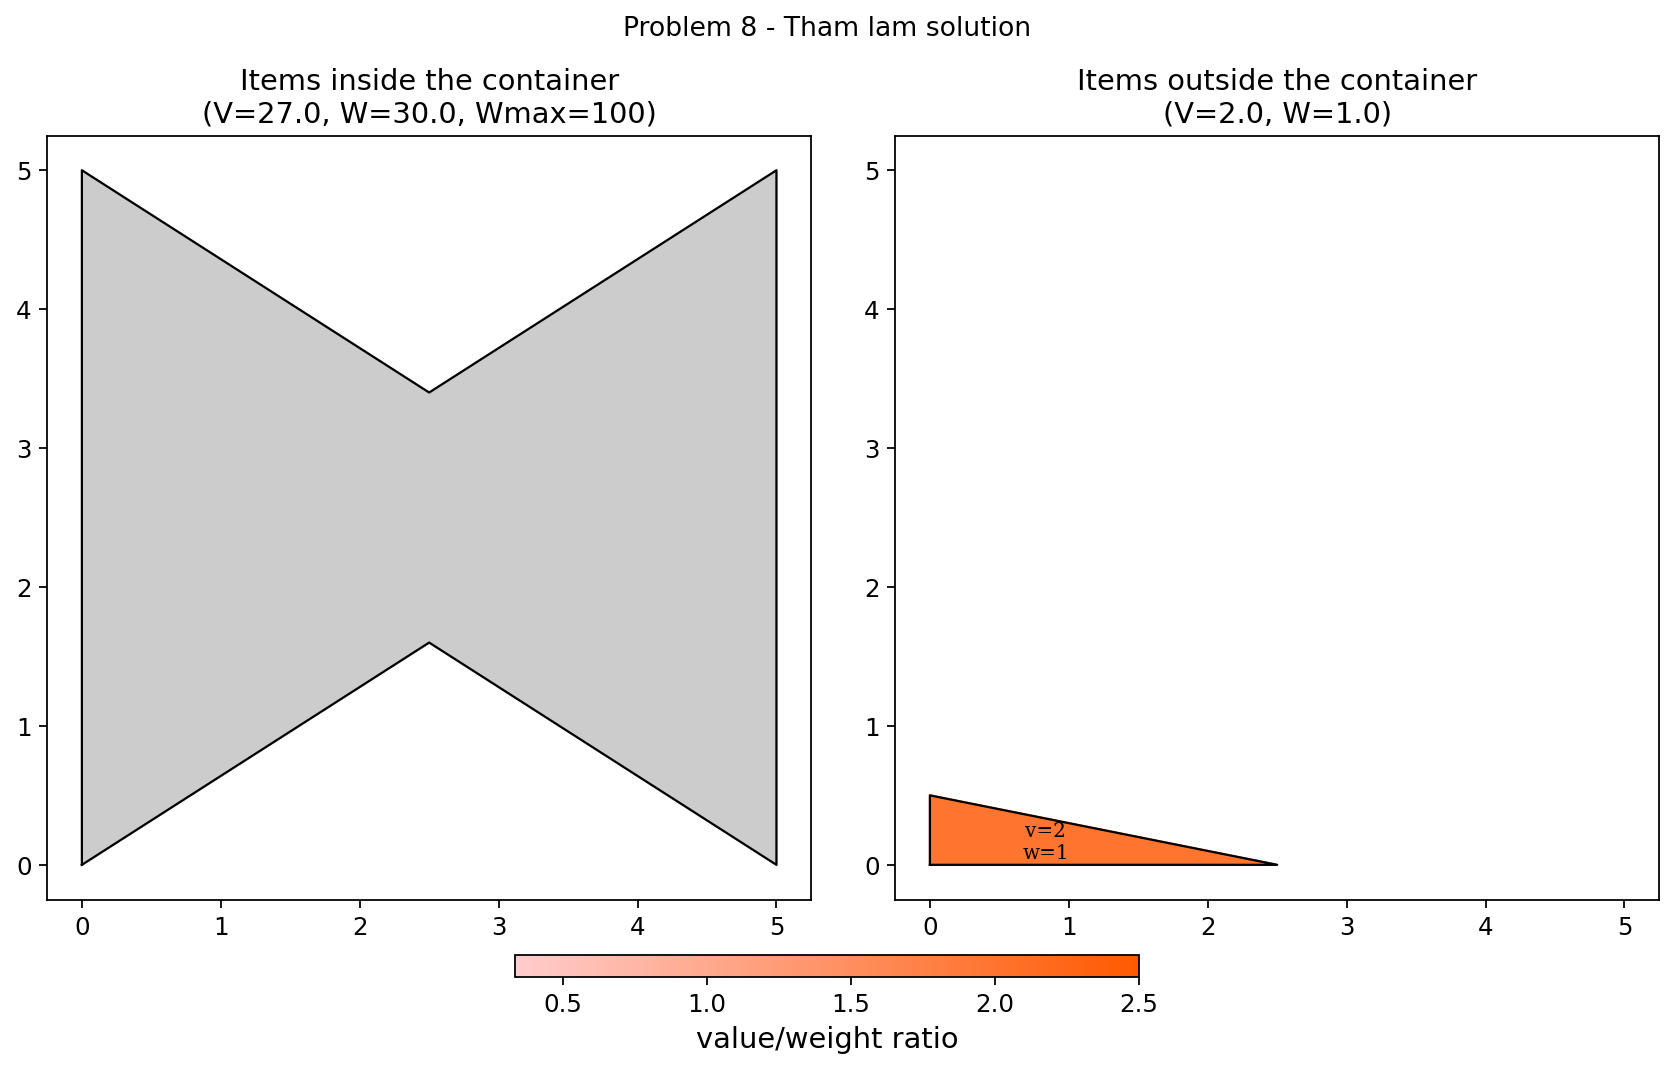 Problem 8 - Tham lam solution
Items inside the container
(V=27.0, W=30.0, Wmax=100)
5
4
3
2
1
0
0 1 2 3 4 5
Items outside the container
(V=2.0, W=1.0)
5
4
3
2
1
0
v=2
w=1
0 1 2 3 4 5
0.5 1.0 1.5 2.0 2.5
value/weight ratio